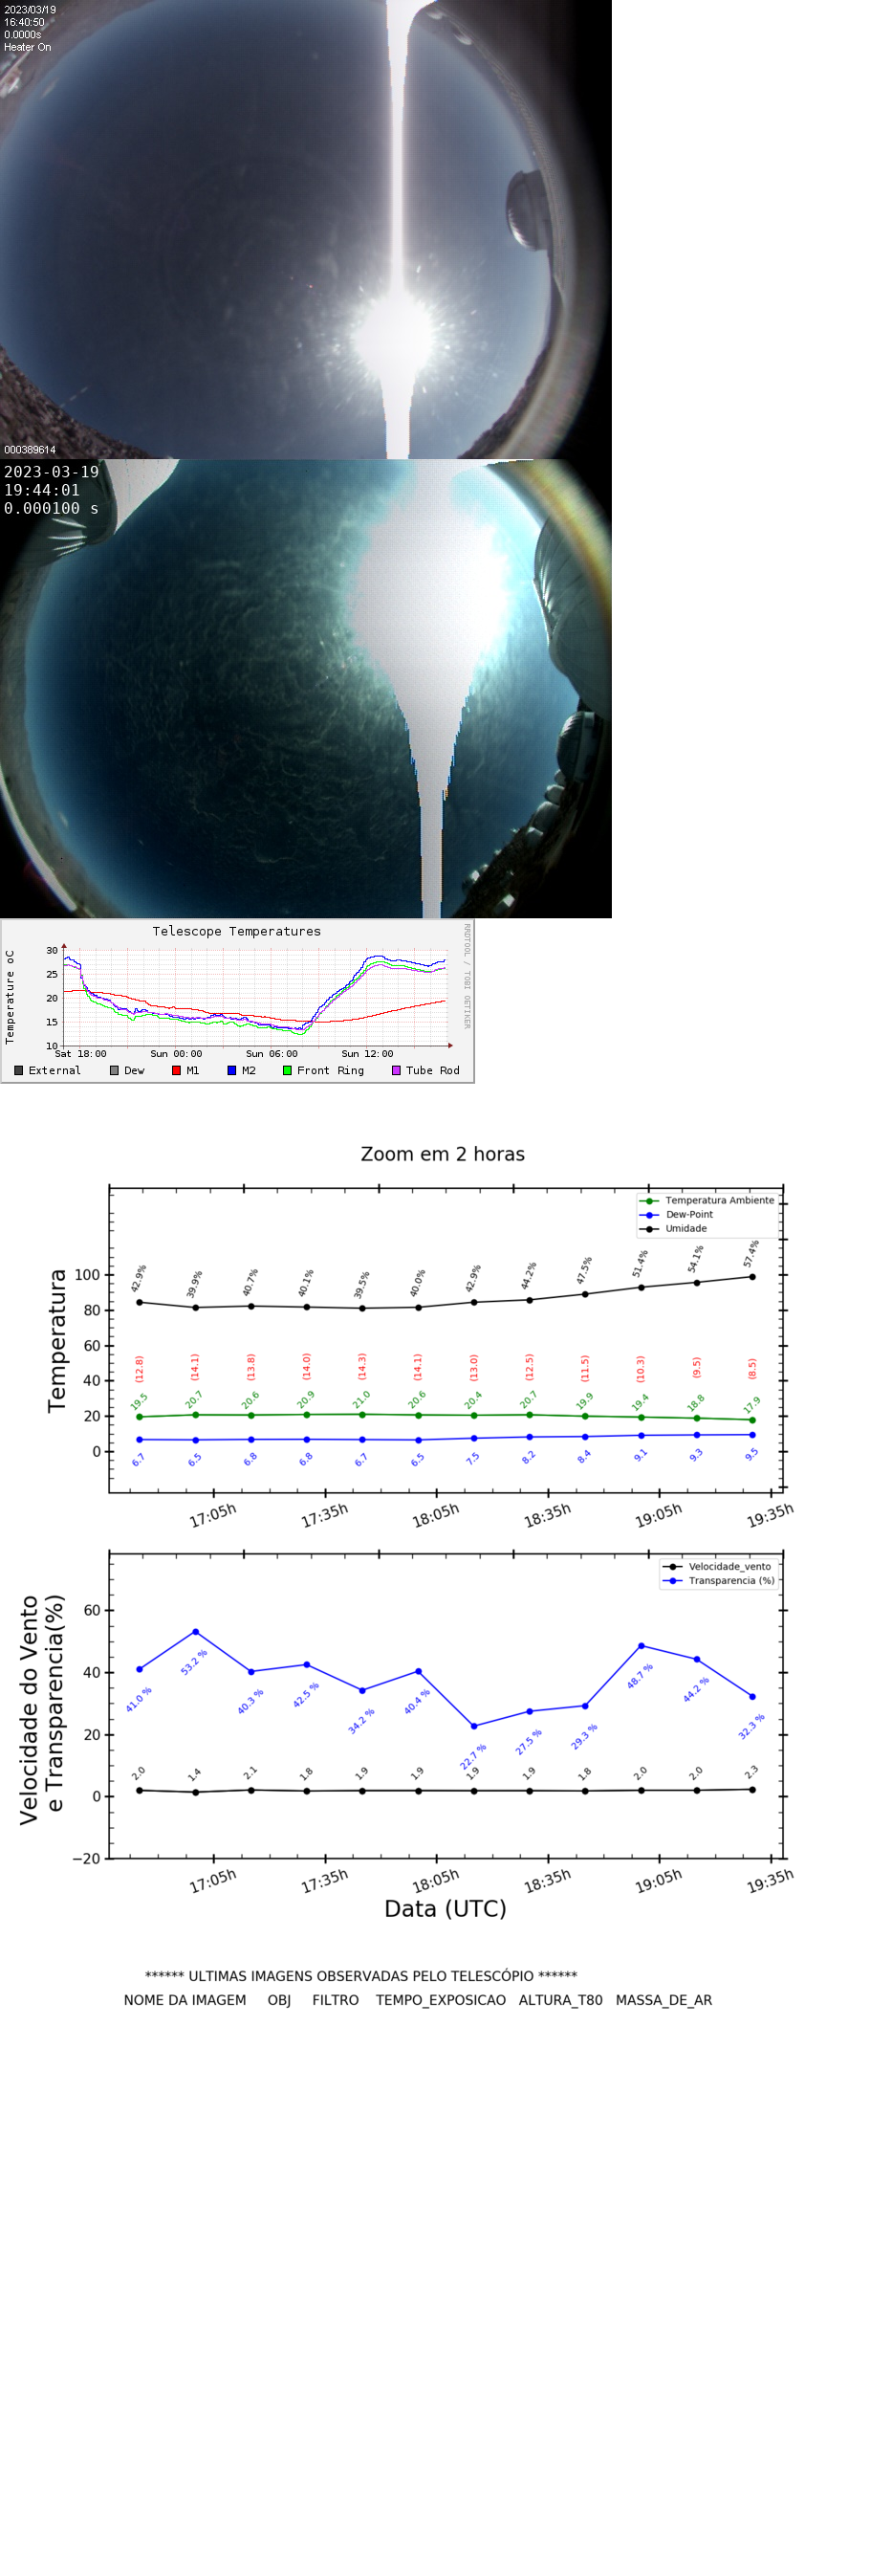 2023/03/19
16:40:50
0.0000s
Heater On
000389614
2023-03-19
19:44:01
0.000100 s
Telescope Temperatures
RRDTOOL / TOBI OETIKER
Temperature oC
30
25
20
15
10
Sat 18:00 Sun 00:00 Sun 06:00 Sun 12:00
External Dew M1 M2 Front Ring Tube Rod
Zoom em 2 horas
Temperatura Ambiente
Dew-Point
Umidade
Temperatura
100
80
60
40
20
0
42.9% 39.9% 40.7% 40.1% 39.5% 40.0% 42.9% 44.2% 47.5% 51.4% 54.1% 57.4%
(12.8) (14.1) (13.8) (14.0) (14.3) (14.1) (13.0) (12.5) (11.5) (10.3) (9.5) (8.5)
19.5 20.7 20.6 20.9 21.0 20.6 20.4 20.7 19.9 19.4 18.8 17.9
6.7 6.5 6.8 6.8 6.7 6.5 7.5 8.2 8.4 9.1 9.3 9.5
17:05h 17:35h 18:05h 18:35h 19:05h 19:35h
Velocidade_vento
Transparencia (%)
Velocidade do Vento
e Transparencia(%)
60
40
20
0
−20
41.0 % 53.2 % 40.3 % 42.5 % 34.2 % 40.4 % 22.7 % 27.5 % 29.3 % 48.7 % 44.2 % 32.3 %
2.0 1.4 2.1 1.8 1.9 1.9 1.9 1.9 1.8 2.0 2.0 2.3
17:05h 17:35h 18:05h 18:35h 19:05h 19:35h
Data (UTC)
****** ULTIMAS IMAGENS OBSERVADAS PELO TELESCÓPIO ******
NOME DA IMAGEM OBJ FILTRO TEMPO_EXPOSICAO ALTURA_T80 MASSA_DE_AR